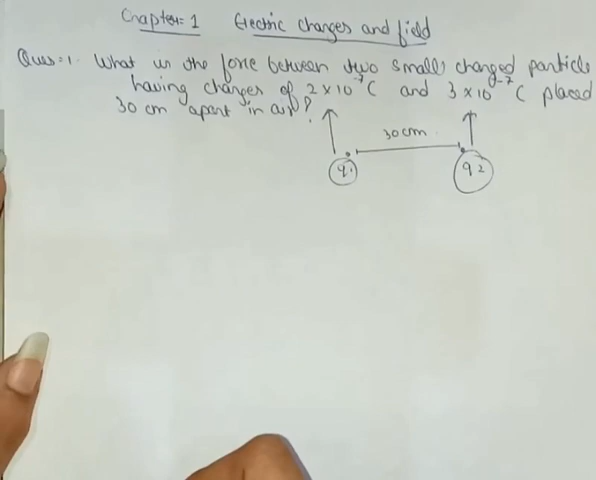 Chapter: 1 Electric charges and field
Ques: 1. What is the force between two small charged particle
having charges of 2 × 10⁻⁷ C and 3 × 10⁻⁷ C placed
30 cm apart in air?
30 cm
q₁ q₂